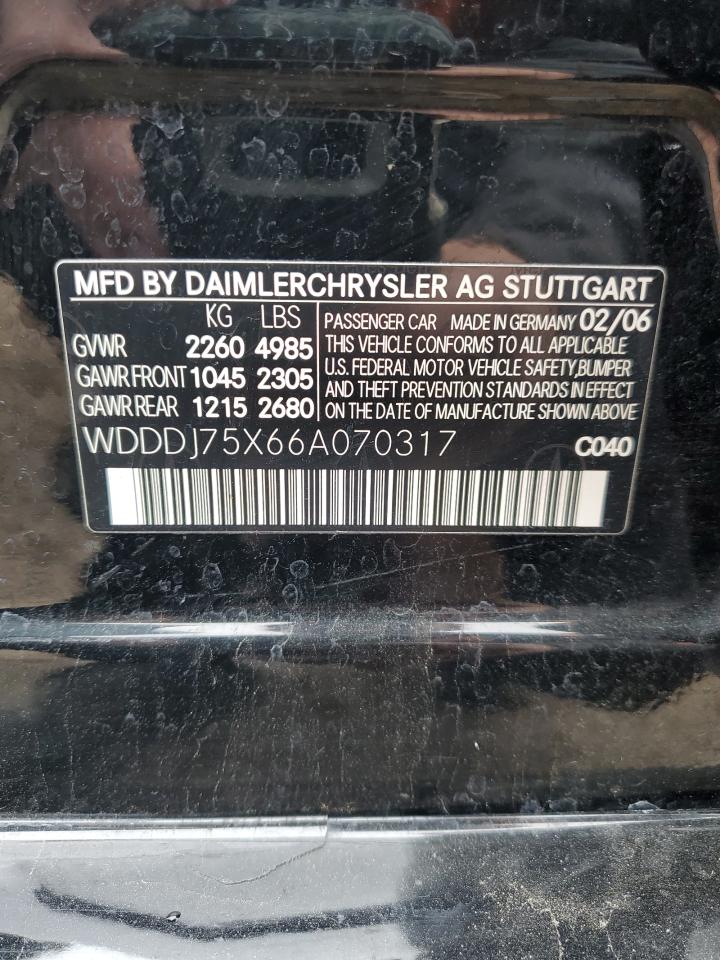 MFD BY DAIMLERCHRYSLER AG STUTTGART
KG LBS
GVWR 2260 4985
GAWR FRONT 1045 2305
GAWR REAR 1215 2680
PASSENGER CAR MADE IN GERMANY 02/06
THIS VEHICLE CONFORMS TO ALL APPLICABLE
U.S. FEDERAL MOTOR VEHICLE SAFETY,BUMPER
AND THEFT PREVENTION STANDARDS IN EFFECT
ON THE DATE OF MANUFACTURE SHOWN ABOVE.
WDDDJ75X66A070317
C040